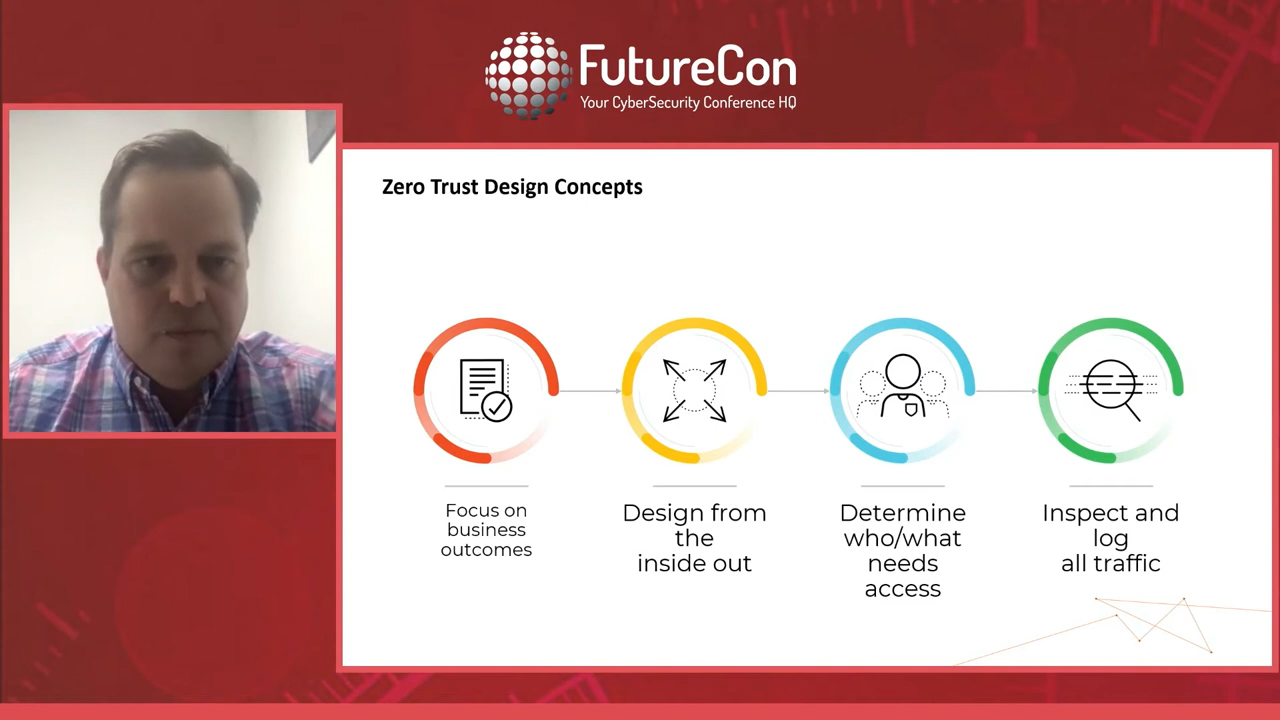 FutureCon
Your CyberSecurity Conference HQ
Zero Trust Design Concepts
Focus on
business
outcomes
Design from
the
inside out
Determine
who/what
needs
access
Inspect and
log
all traffic